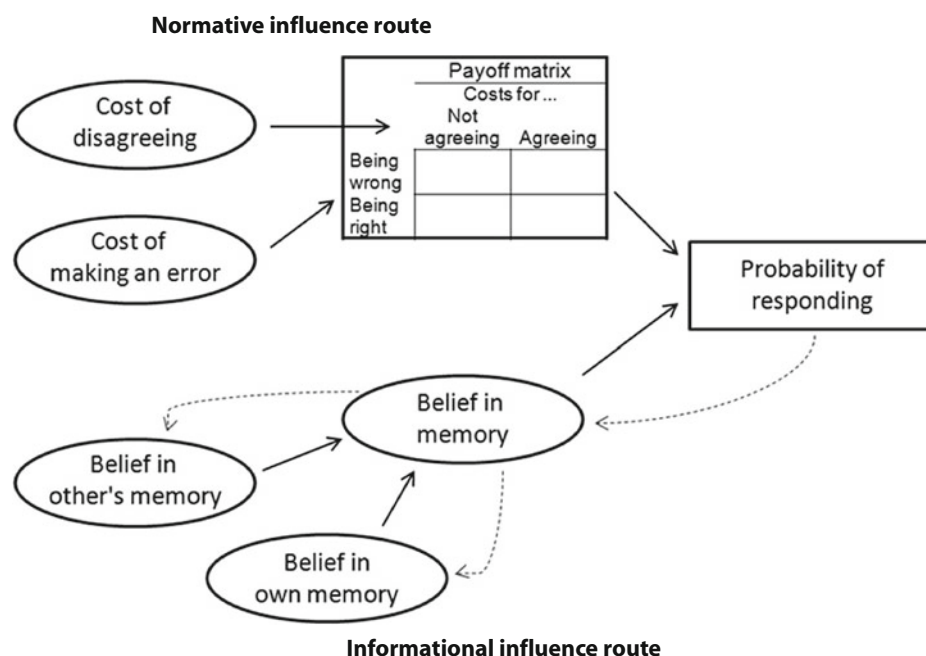 Normative influence route
Cost of
disagreeing
Payoff matrix
Costs for ...
Not
agreeing Agreeing
Being
wrong
Being
right
Cost of
making an error
Probability of
responding
Belief in
memory
Belief in
other's memory
Belief in
own memory
Informational influence route